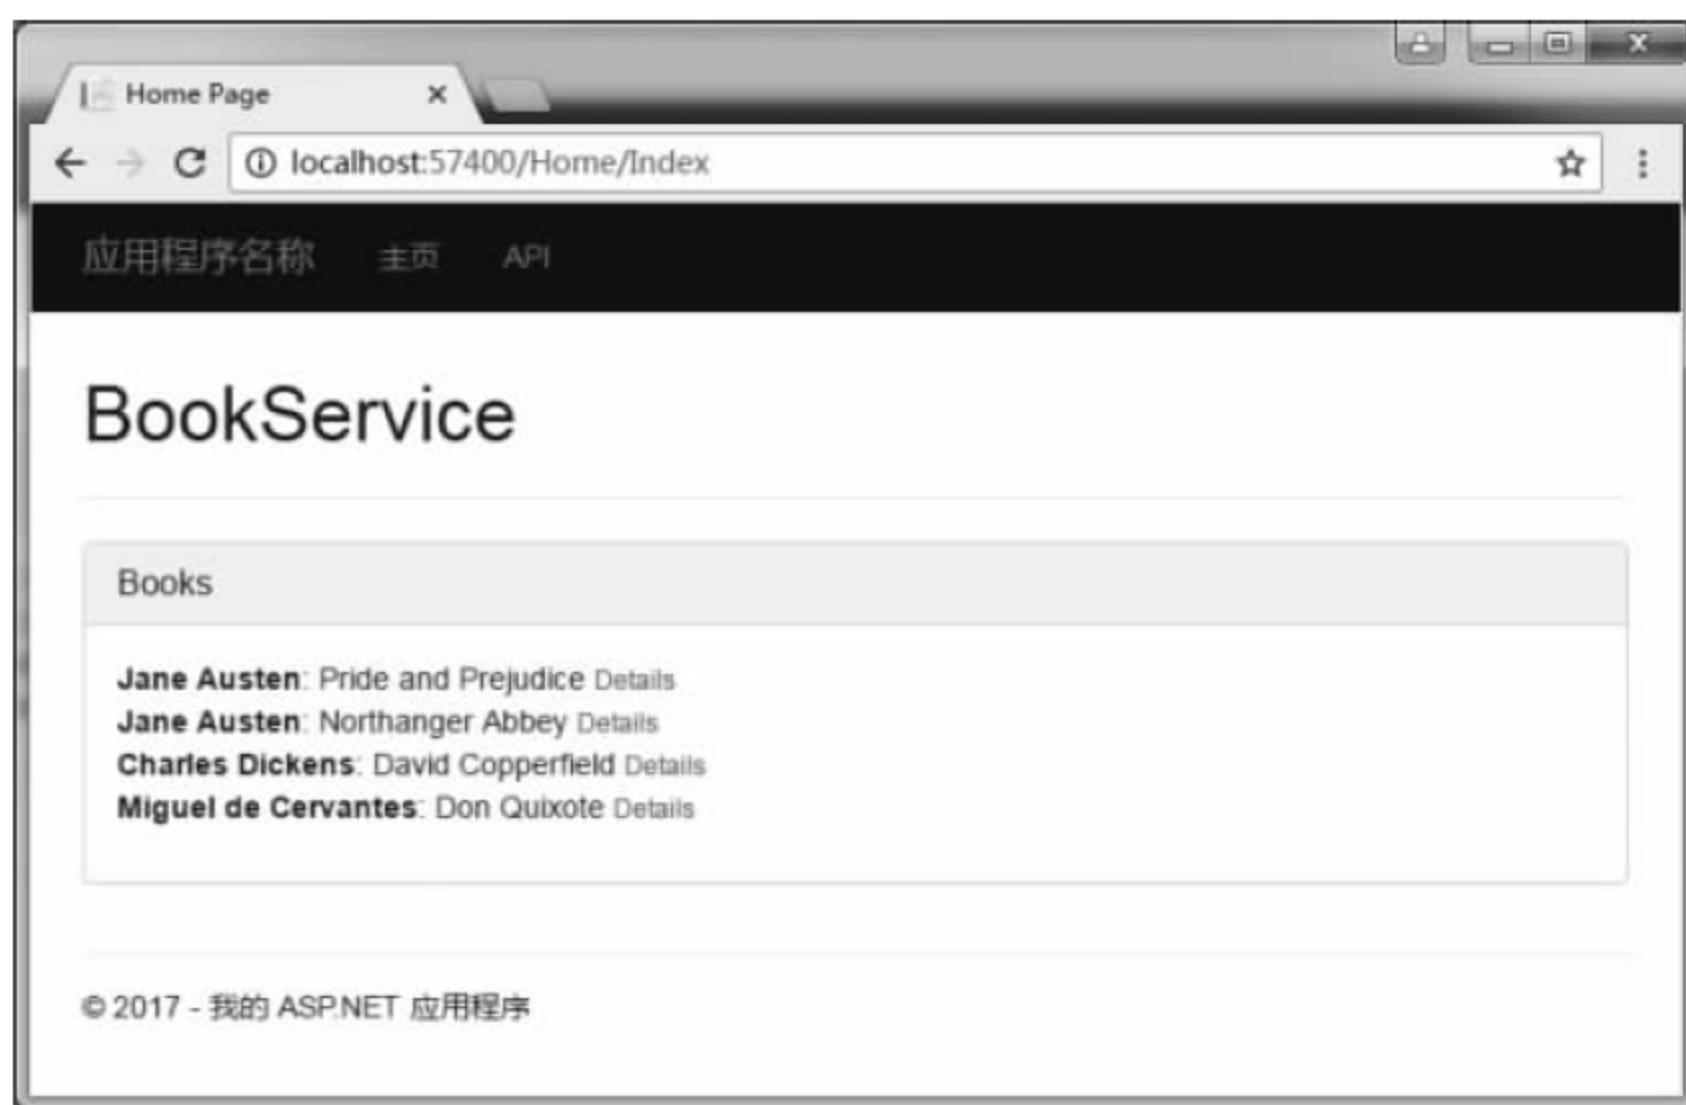 Home Page
localhost:57400/Home/Index
应用程序名称 主页 API
BookService
Books
Jane Austen: Pride and Prejudice Details
Jane Austen: Northanger Abbey Details
Charles Dickens: David Copperfield Details
Miguel de Cervantes: Don Quixote Details
© 2017 - 我的 ASP.NET 应用程序